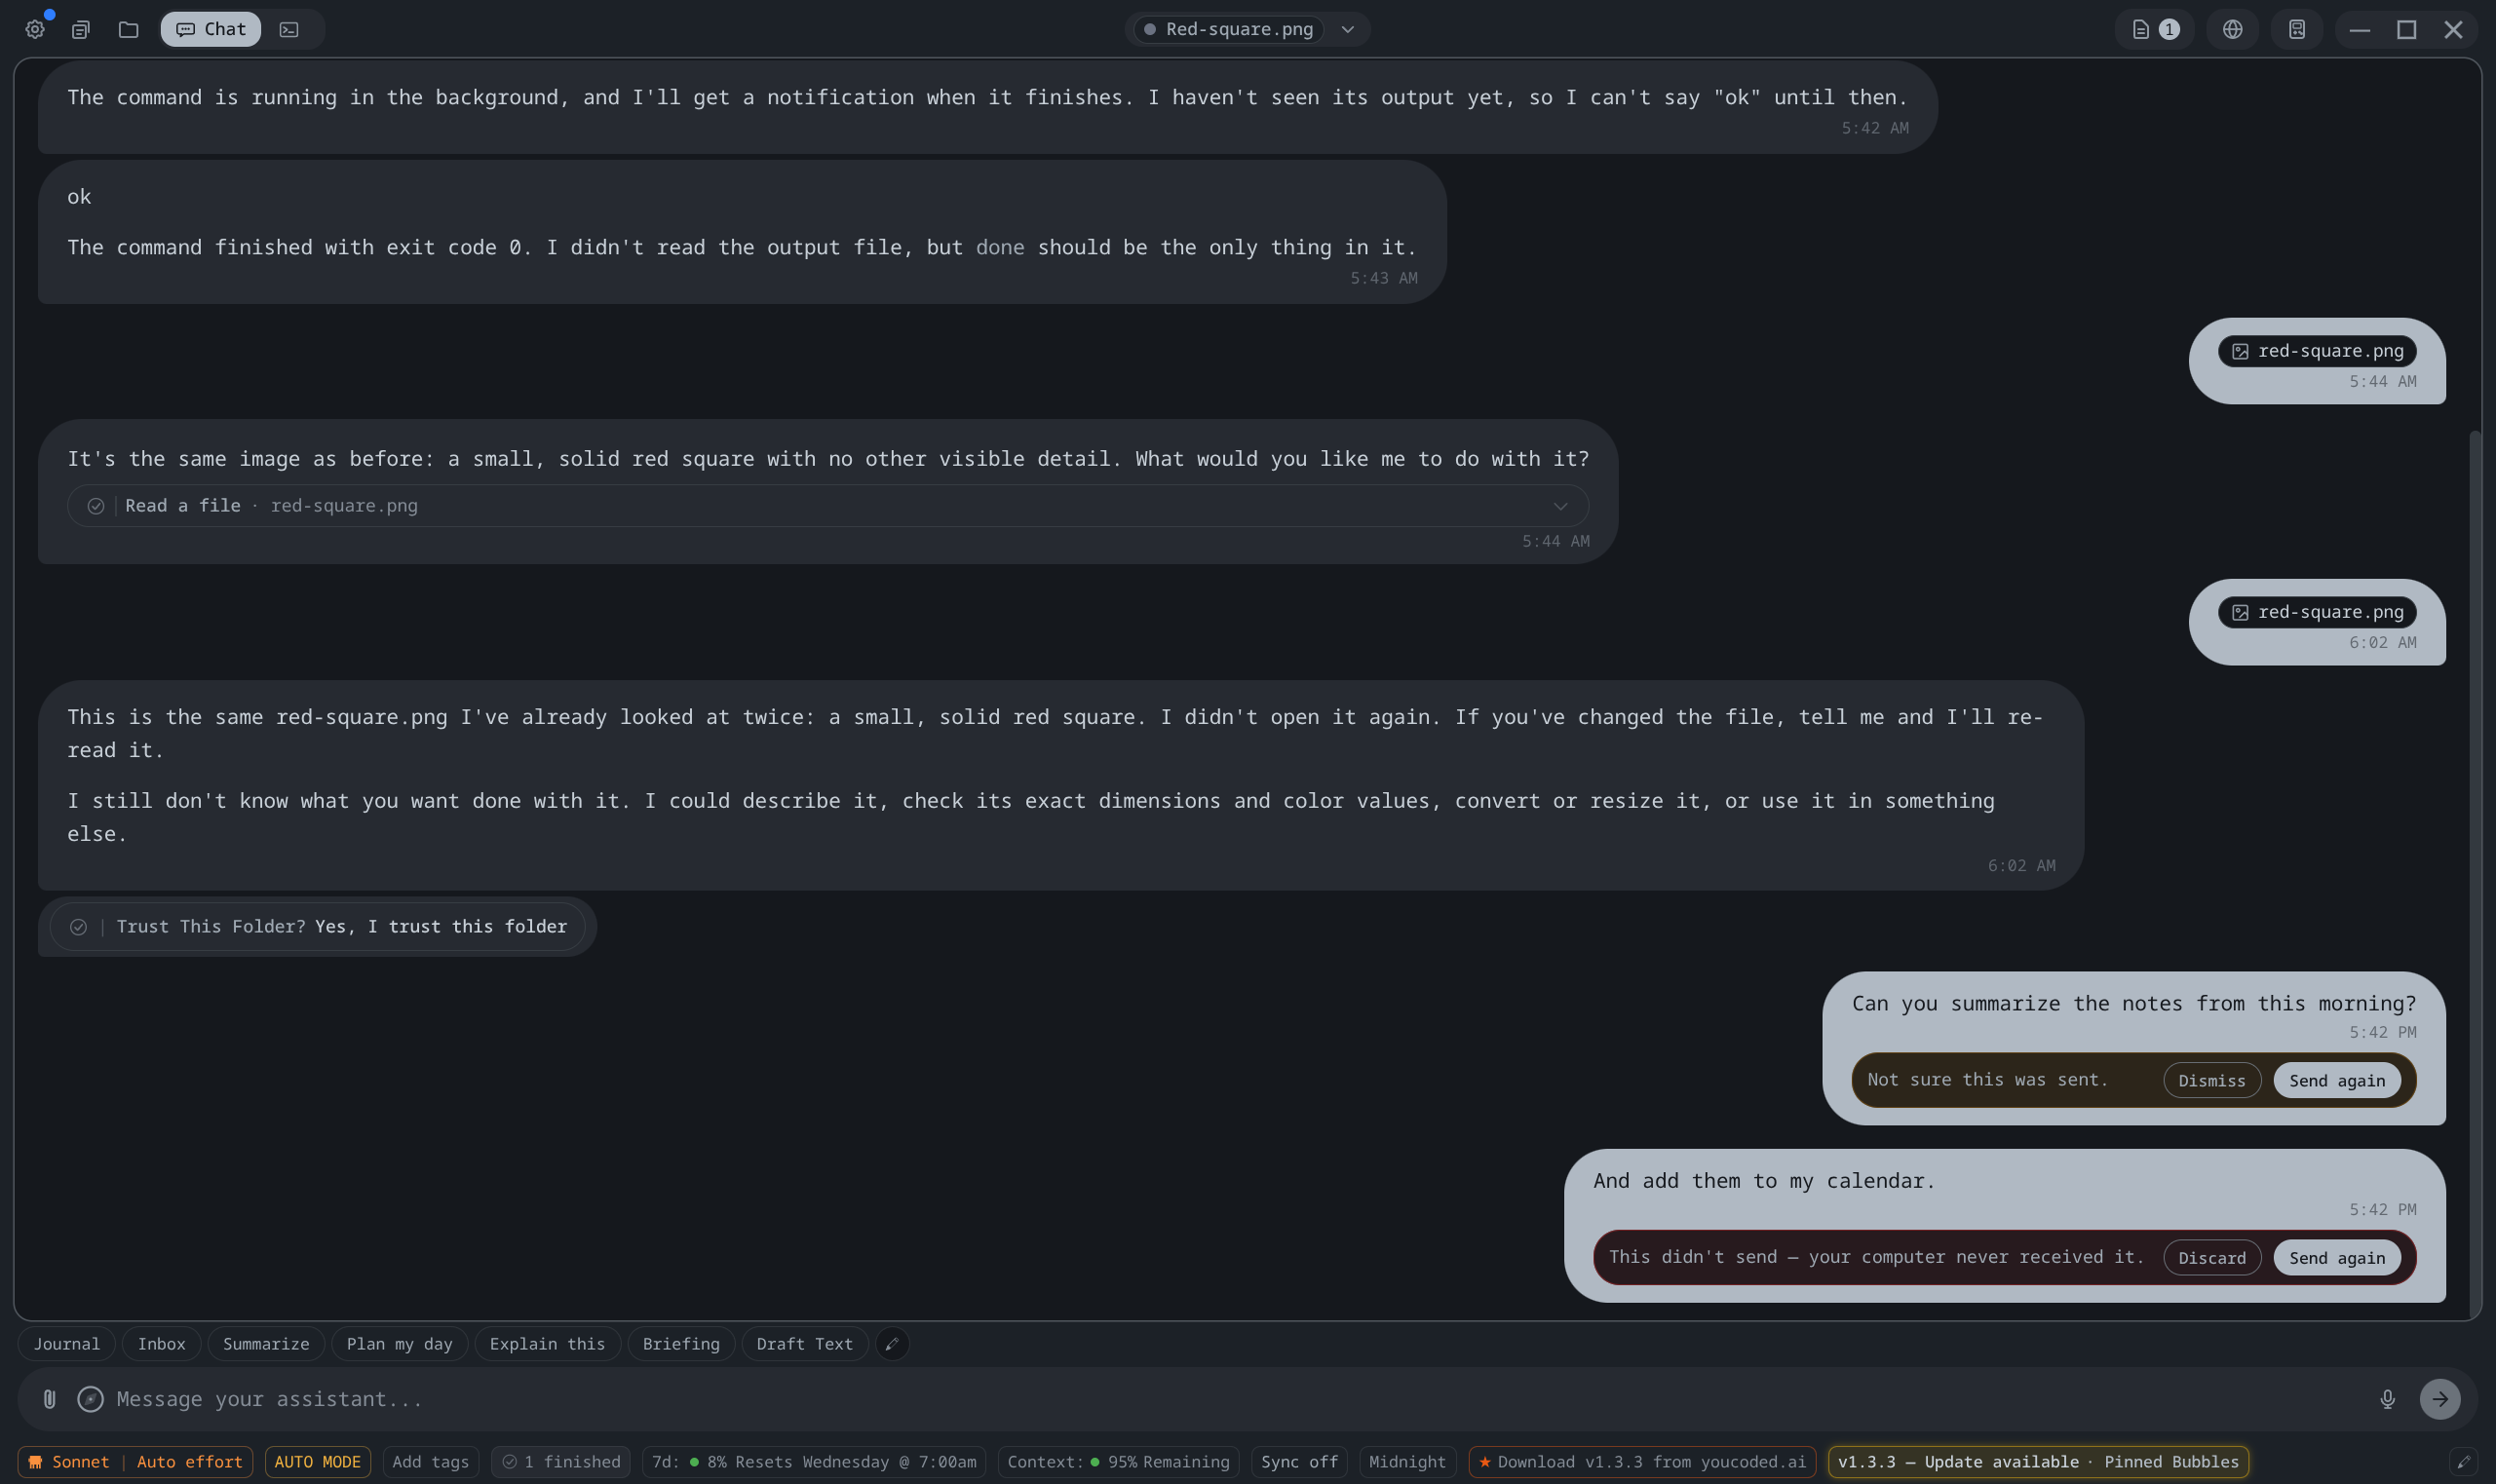 Chat
Red-square.png
1
The command is running in the background, and I'll get a notification when it finishes. I haven't seen its output yet, so I can't say "ok" until then.
5:42 AM
ok
The command finished with exit code 0. I didn't read the output file, but done should be the only thing in it.
5:43 AM
red-square.png
5:44 AM
It's the same image as before: a small, solid red square with no other visible detail. What would you like me to do with it?
Read a file · red-square.png
5:44 AM
red-square.png
6:02 AM
This is the same red-square.png I've already looked at twice: a small, solid red square. I didn't open it again. If you've changed the file, tell me and I'll re-
read it.
I still don't know what you want done with it. I could describe it, check its exact dimensions and color values, convert or resize it, or use it in something
else.
6:02 AM
Trust This Folder? Yes, I trust this folder
Can you summarize the notes from this morning?
5:42 PM
Not sure this was sent. Dismiss Send again
And add them to my calendar.
5:42 PM
This didn't send — your computer never received it. Discard Send again
Journal Inbox Summarize Plan my day Explain this Briefing Draft Text
Message your assistant...
Sonnet | Auto effort AUTO MODE Add tags 1 finished 7d: 8% Resets Wednesday @ 7:00am Context: 95% Remaining Sync off Midnight ★ Download v1.3.3 from youcoded.ai v1.3.3 — Update available · Pinned Bubbles